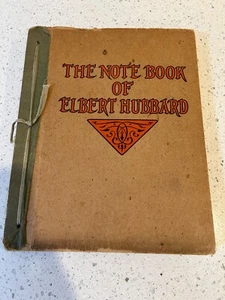 THE NOTE BOOK
OF
ELBERT HUBBARD